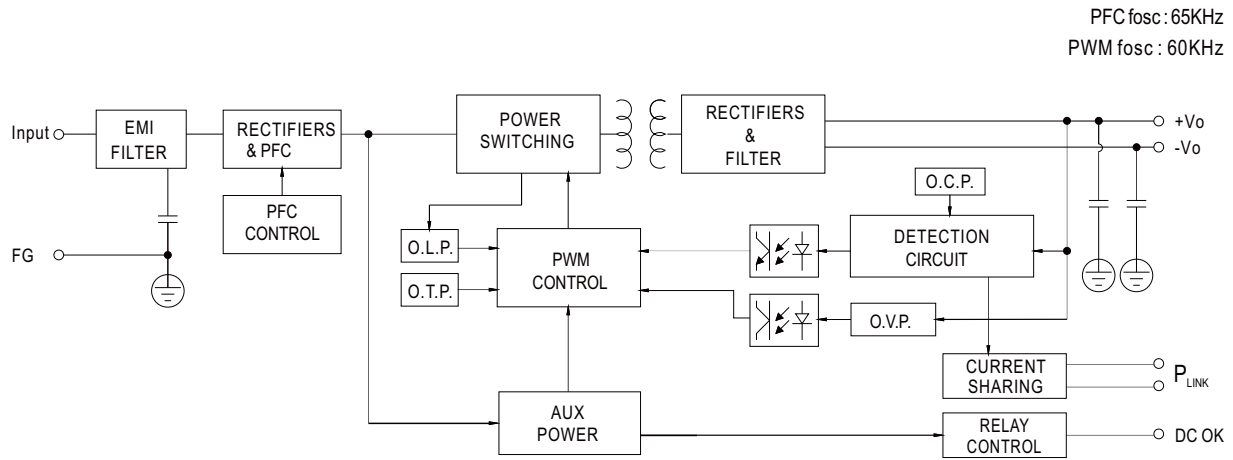 PFC fosc : 65KHz
PWM fosc : 60KHz
Input
EMI
FILTER
RECTIFIERS
& PFC
POWER
SWITCHING
RECTIFIERS
&
FILTER
+Vo
-Vo
PFC
CONTROL
FG
O.L.P.
O.T.P.
PWM
CONTROL
O.C.P.
DETECTION
CIRCUIT
O.V.P.
CURRENT
SHARING
PLINK
AUX
POWER
RELAY
CONTROL
DC OK